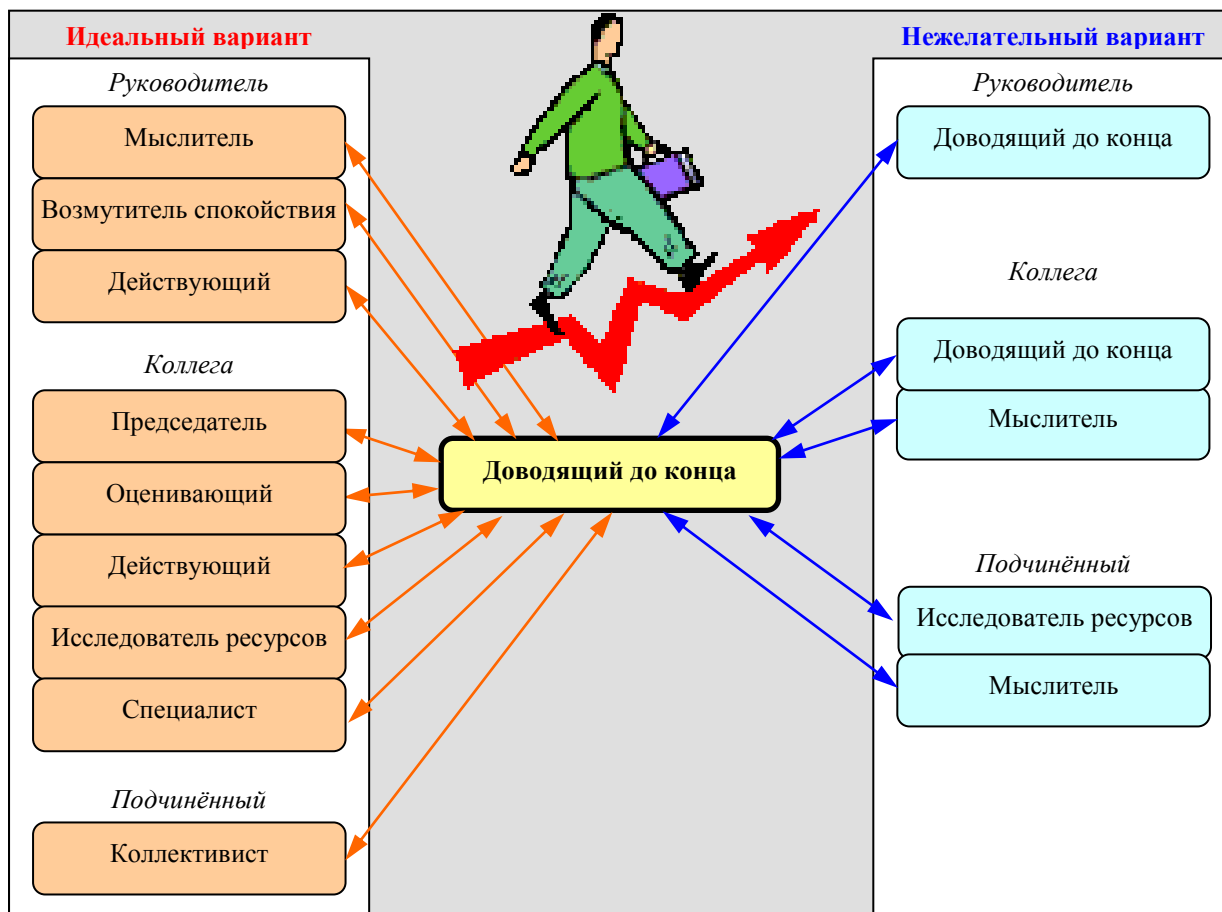 Идеальный вариант
Руководитель
Мыслитель
Возмутитель спокойствия
Действующий
Коллега
Председатель
Оценивающий
Действующий
Исследователь ресурсов
Специалист
Подчинённый
Коллективист
Доводящий до конца
Нежелательный вариант
Руководитель
Доводящий до конца
Коллега
Доводящий до конца
Мыслитель
Подчинённый
Исследователь ресурсов
Мыслитель